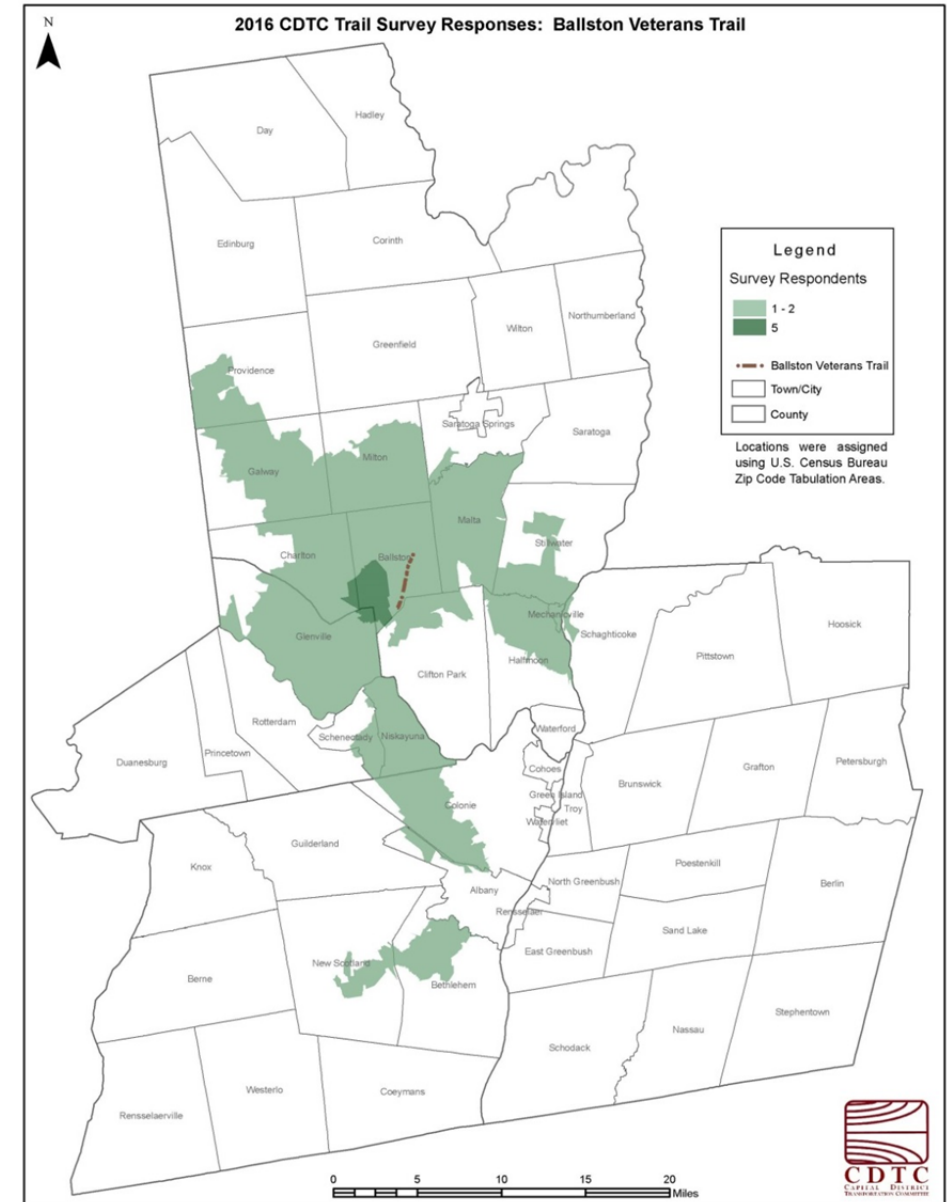 2016 CDTC Trail Survey Responses: Ballston Veterans Trail
N
Hadley
Day
Edinburg
Corinth
Legend
Survey Respondents
1 - 2
5
Ballston Veterans Trail
Town/City
County
Locations were assigned
using U.S. Census Bureau
Zip Code Tabulation Areas.
Northumberland
Wilton
Greenfield
Providence
Saratoga Springs
Saratoga
Milton
Galway
Malta
Stillwater
Charlton
Ballston
Mechanicville
Schaghticoke
Hoosick
Glenville
Pittstown
Halfmoon
Clifton Park
Rotterdam
Waterford
Schenectady
Niskayuna
Princetown
Duanesburg
Cohoes
Petersburgh
Grafton
Brunswick
Green Island
Colonie
Troy
Watervliet
Guilderland
Knox
Poestenkill
North Greenbush
Berlin
Albany
Rensselaer
Sand Lake
East Greenbush
New Scotland
Berne
Bethlehem
Stephentown
Nassau
Schodack
Westerlo
Coeymans
Rensselaerville
0 5 10 15 20
Miles
CDTC
CAPITAL DISTRICT
TRANSPORTATION COMMITTEE